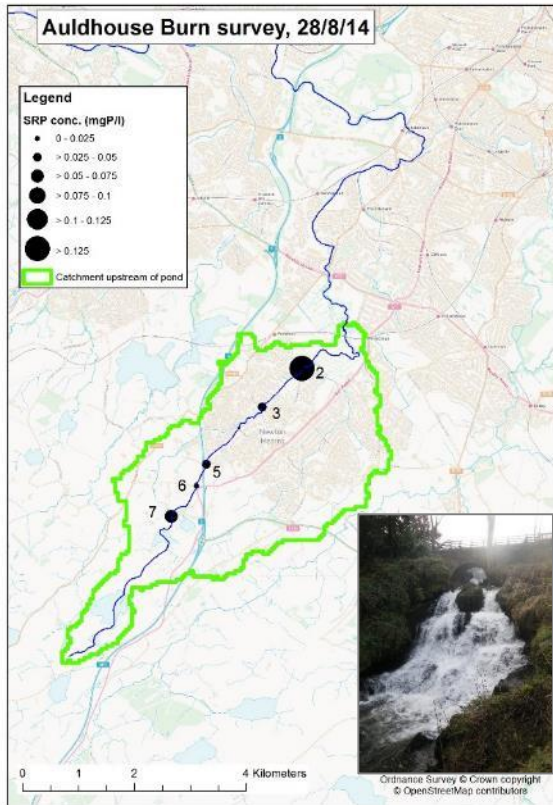 Auldhouse Burn survey, 28/8/14
Legend
SRP conc. (mgP/l)
0 - 0.025
> 0.025 - 0.05
> 0.05 - 0.075
> 0.075 - 0.1
> 0.1 - 0.125
> 0.125
Catchment upstream of pond
2
3
Newton
Mearns
5
6
7
0 1 2 4 Kilometers
Ordnance Survey © Crown copyright
© OpenStreetMap contributors